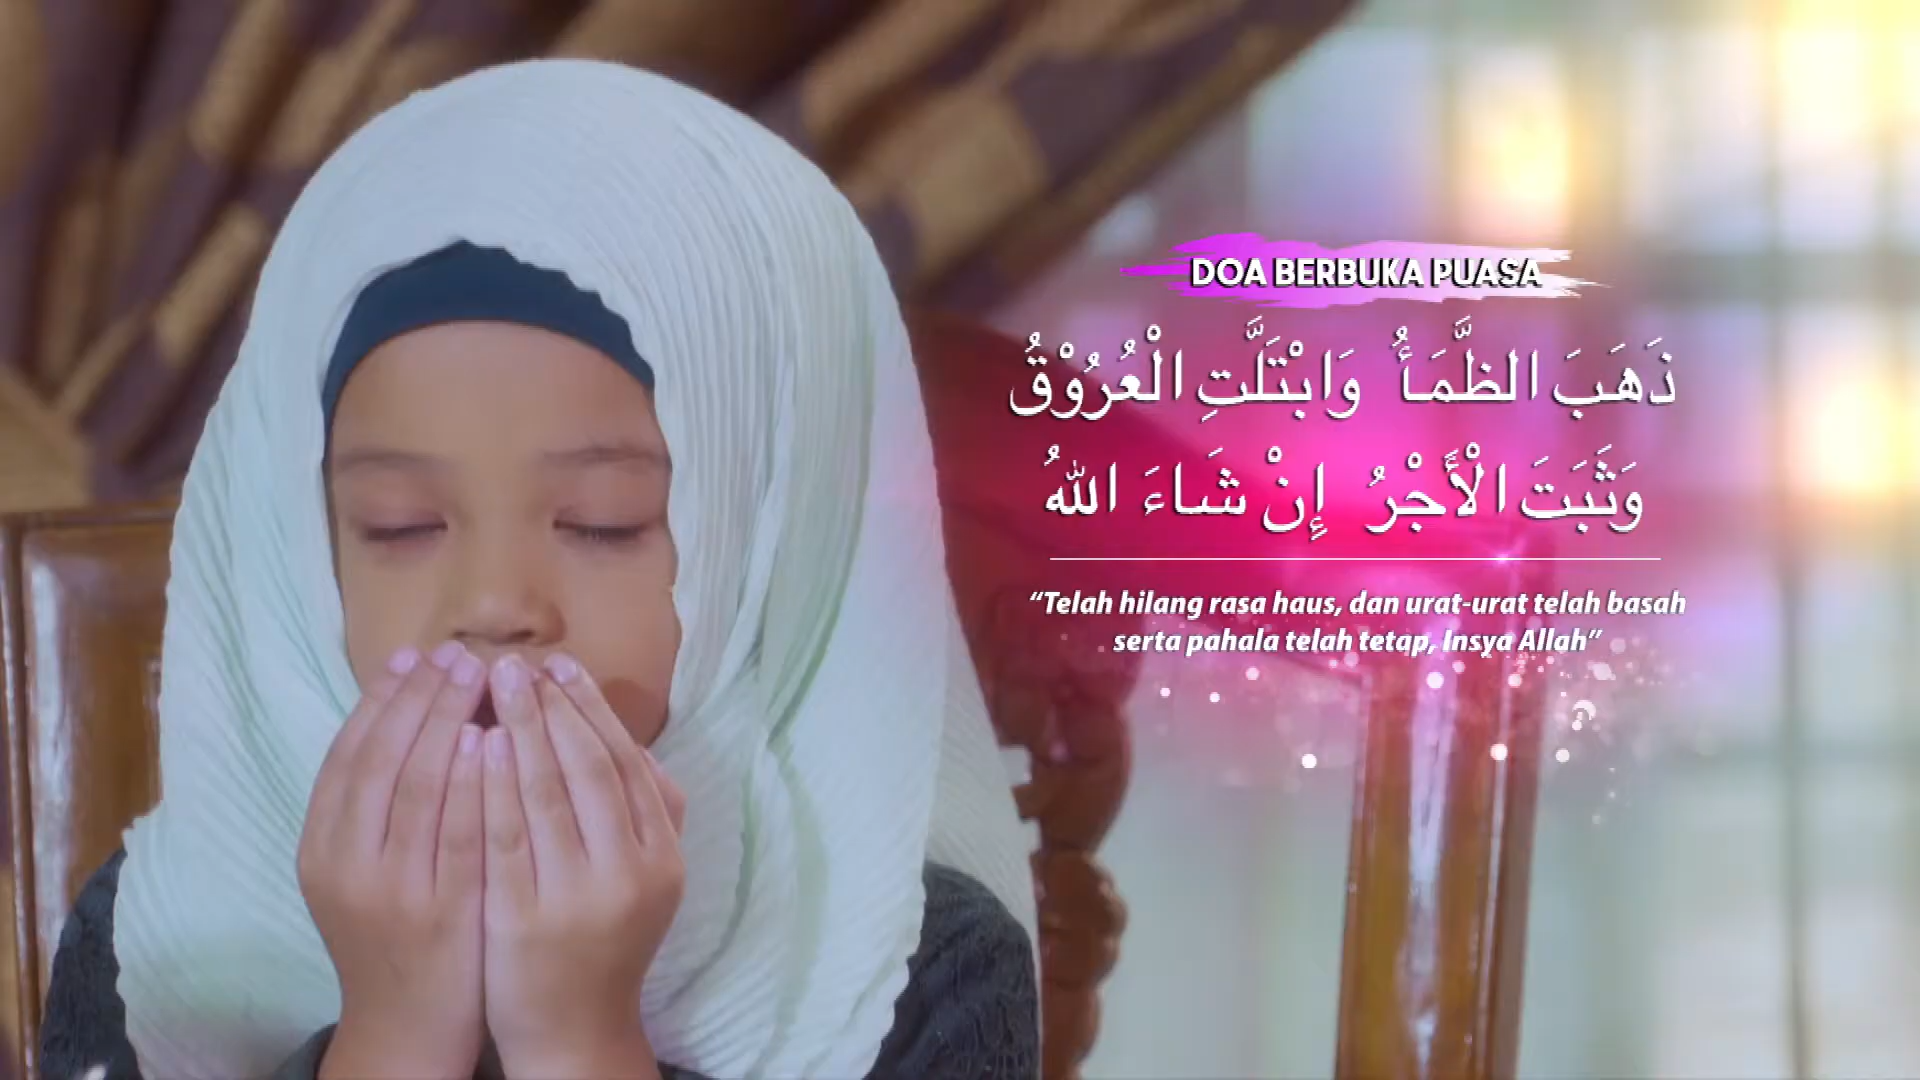 DOA BERBUKA PUASA
ذَهَبَ الظَّمَأُ وَابْتَلَّتِ الْعُرُوْقُ
وَثَبَتَ الْأَجْرُ إِنْ شَاءَ اللهُ
“Telah hilang rasa haus, dan urat-urat telah basah
serta pahala telah tetap, Insya Allah”